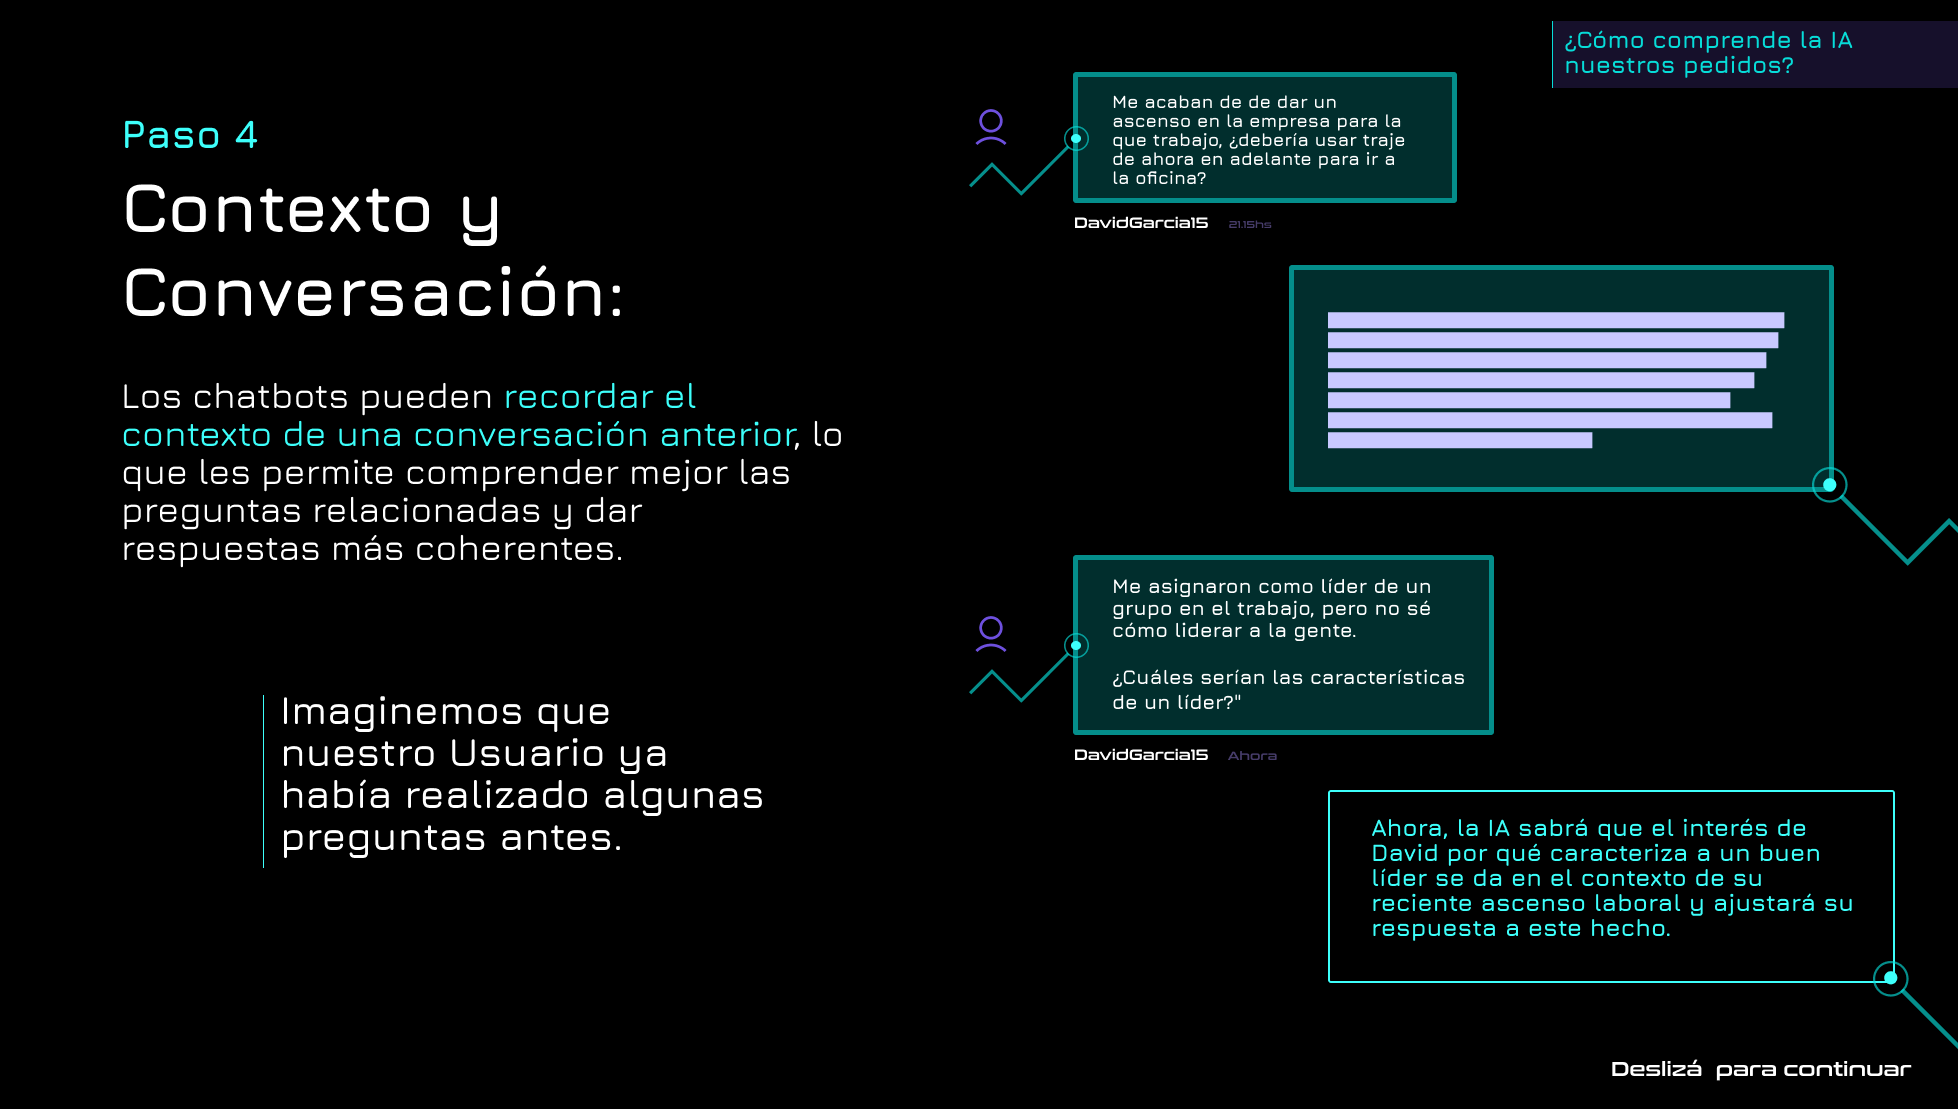 ¿Cómo comprende la IA
nuestros pedidos?
Paso 4
Contexto y
Conversación:
Los chatbots pueden recordar el
contexto de una conversación anterior, lo
que les permite comprender mejor las
preguntas relacionadas y dar
respuestas más coherentes.
Imaginemos que
nuestro Usuario ya
había realizado algunas
preguntas antes.
Me acaban de de dar un
ascenso en la empresa para la
que trabajo, ¿debería usar traje
de ahora en adelante para ir a
la oficina?
DavidGarcia15 21.15hs
Me asignaron como líder de un
grupo en el trabajo, pero no sé
cómo liderar a la gente.
¿Cuáles serían las características
de un líder?"
DavidGarcia15 Ahora
Ahora, la IA sabrá que el interés de
David por qué caracteriza a un buen
líder se da en el contexto de su
reciente ascenso laboral y ajustará su
respuesta a este hecho.
Deslizá para continuar